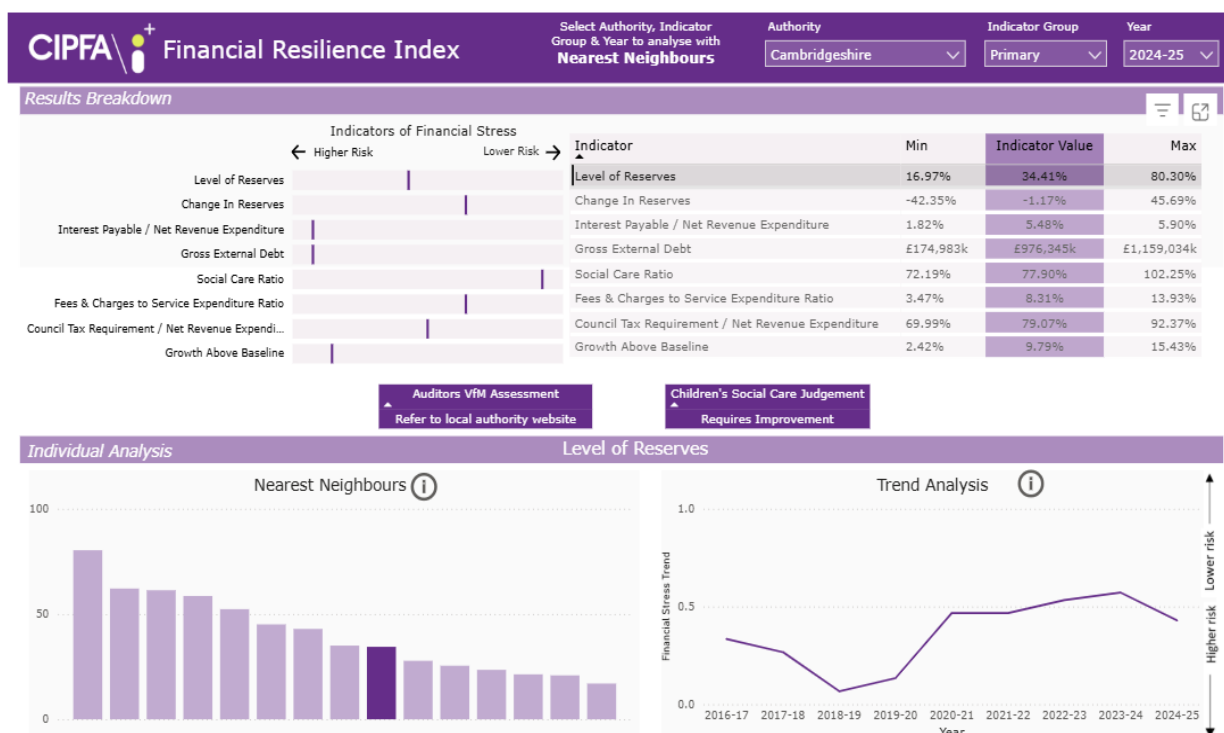 CIPFA\ i+ Financial Resilience Index
Select Authority, Indicator
Group & Year to analyse with
Nearest Neighbours
Authority
Cambridgeshire
Indicator Group
Primary
Year
2024-25
Results Breakdown
Indicators of Financial Stress
← Higher Risk Lower Risk →
Level of Reserves
Change In Reserves
Interest Payable / Net Revenue Expenditure
Gross External Debt
Social Care Ratio
Fees & Charges to Service Expenditure Ratio
Council Tax Requirement / Net Revenue Expendi...
Growth Above Baseline
Indicator Min Indicator Value Max
Level of Reserves 16.97% 34.41% 80.30%
Change In Reserves -42.35% -1.17% 45.69%
Interest Payable / Net Revenue Expenditure 1.82% 5.48% 5.90%
Gross External Debt £174,983k £976,345k £1,159,034k
Social Care Ratio 72.19% 77.90% 102.25%
Fees & Charges to Service Expenditure Ratio 3.47% 8.31% 13.93%
Council Tax Requirement / Net Revenue Expenditure 69.99% 79.07% 92.37%
Growth Above Baseline 2.42% 9.79% 15.43%
Auditors VfM Assessment
Refer to local authority website
Children's Social Care Judgement
Requires Improvement
Individual Analysis Level of Reserves
Nearest Neighbours i
100
50
0
Trend Analysis i
Financial Stress Trend
1.0
0.5
0.0
2016-17 2017-18 2018-19 2019-20 2020-21 2021-22 2022-23 2023-24 2024-25
Year
Lower risk
Higher risk